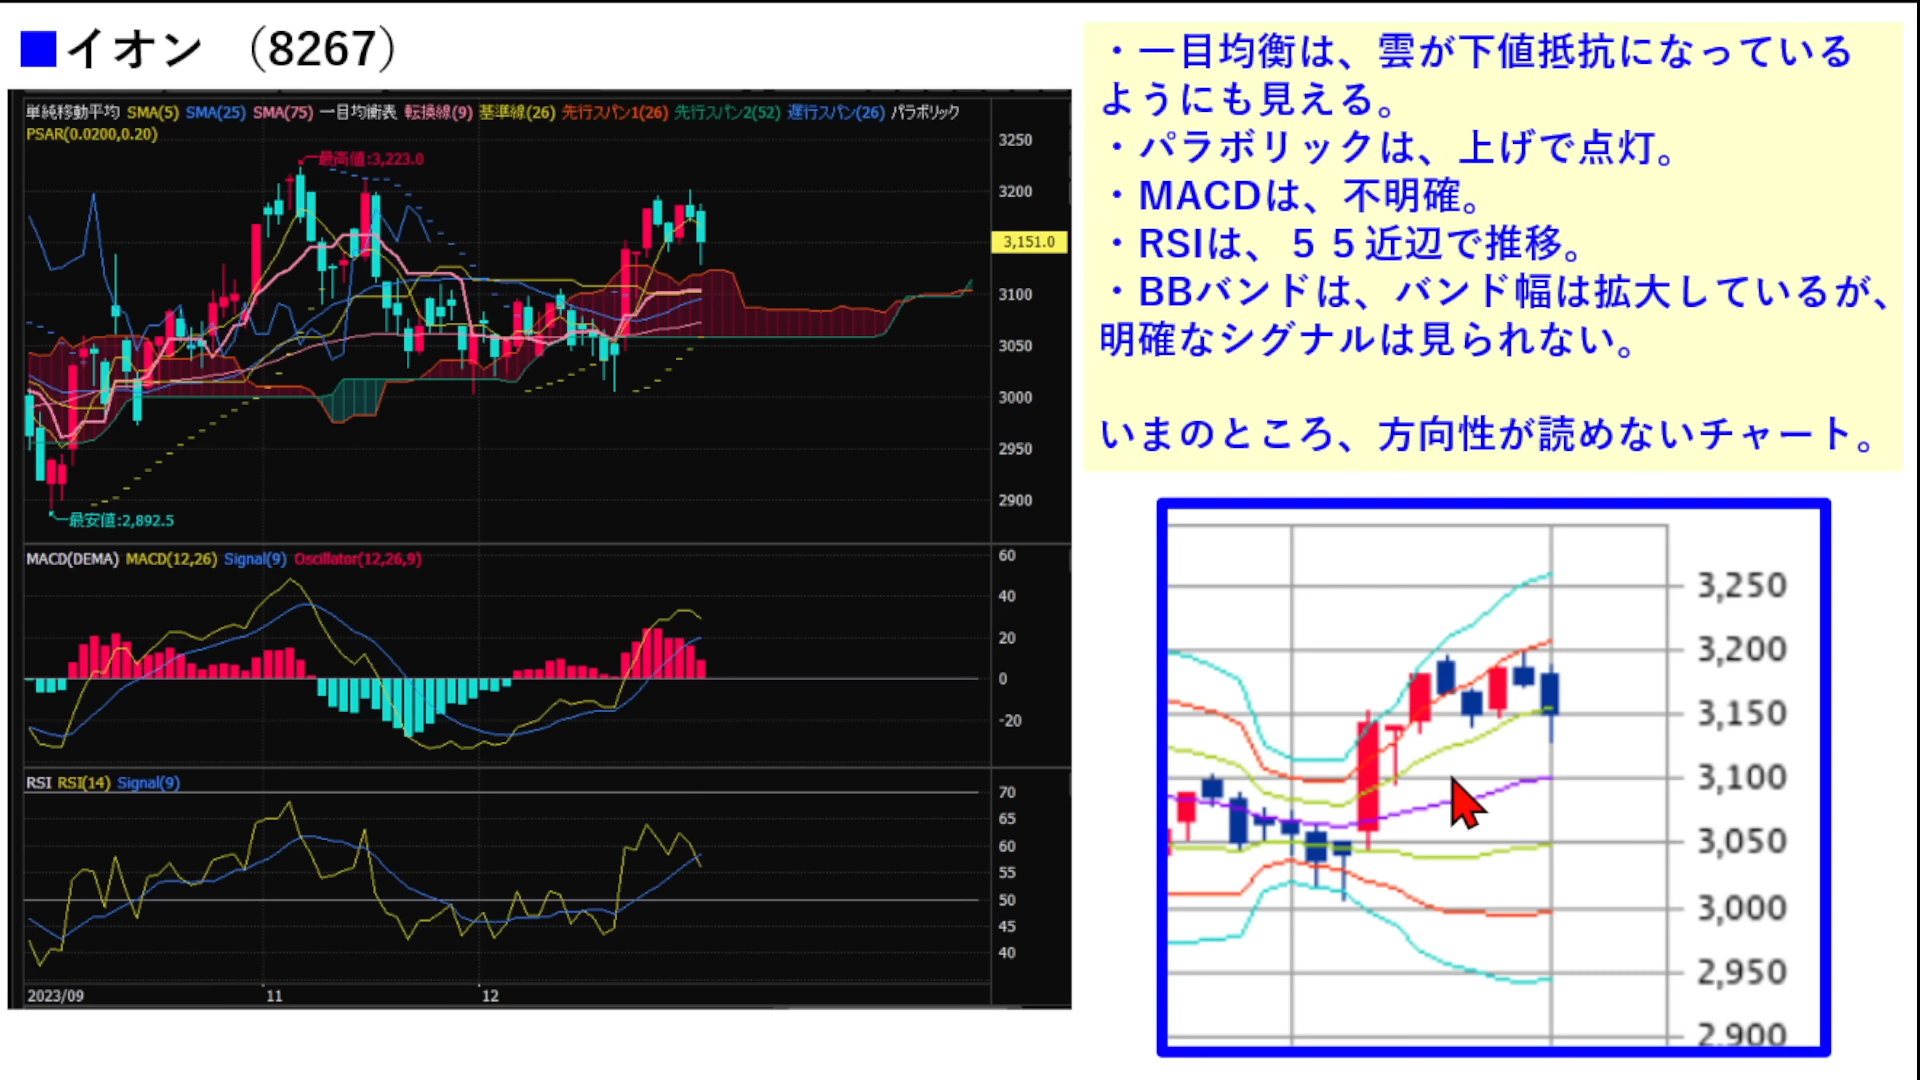 ■イオン （8267）
・一目均衡は、雲が下値抵抗になっている
ようにも見える。
・パラボリックは、上げで点灯。
・MACDは、不明確。
・RSIは、５５近辺で推移。
・BBバンドは、バンド幅は拡大しているが、
明確なシグナルは見られない。
いまのところ、方向性が読めないチャート。
単純移動平均 SMA(5) SMA(25) SMA(75) 一目均衡表 転換線(9) 基準線(26) 先行スパン1(26) 先行スパン2(52) 遅行スパン(26) パラボリック
PSAR(0.0200,0.20)
最高値:3,223.0
3250
3200
3,151.0
3100
3050
3000
2950
2900
最安値:2,892.5
MACD(DEMA) MACD(12,26) Signal(9) Oscillator(12,26,9)
60
40
20
0
-20
RSI RSI(14) Signal(9)
70
65
60
55
50
45
40
2023/09 11 12
3,250
3,200
3,150
3,100
3,050
3,000
2,950
2,900